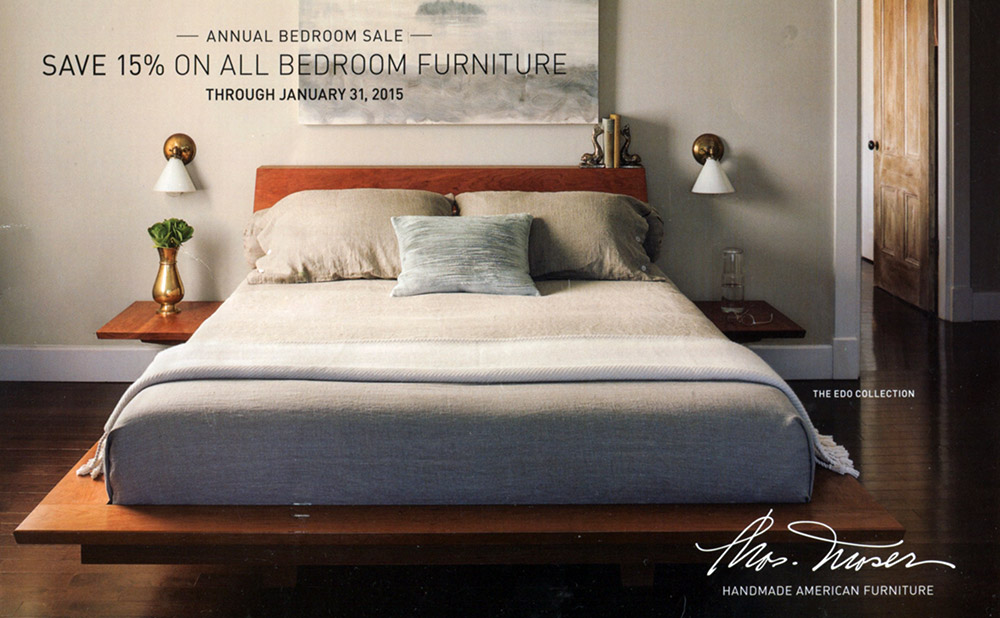 ANNUAL BEDROOM SALE
SAVE 15% ON ALL BEDROOM FURNITURE
THROUGH JANUARY 31, 2015
THE EDO COLLECTION
Thos. Moser
HANDMADE AMERICAN FURNITURE